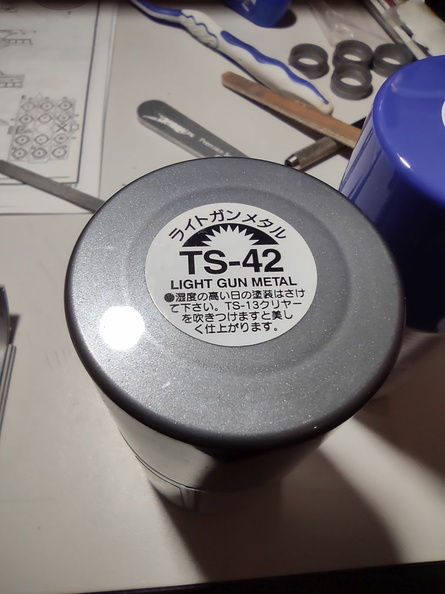 ライトガンメタル
TS-42
LIGHT GUN METAL
●湿度の高い日の塗装はさけ
て下さい。TS-13クリヤー
を吹きつけますと美し
く仕上がります。